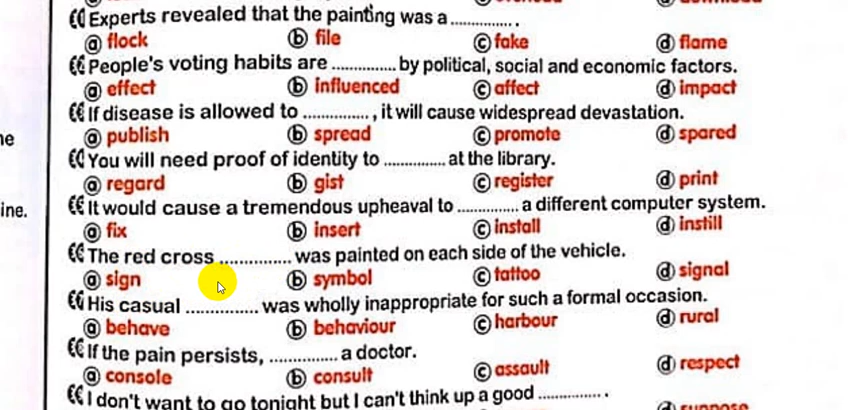 Experts revealed that the painting was a .............. .
ⓐ flock ⓑ file ⓒ fake ⓓ flame
People's voting habits are .............. by political, social and economic factors.
ⓐ effect ⓑ influenced ⓒ affect ⓓ impact
If disease is allowed to .............. , it will cause widespread devastation.
ⓐ publish ⓑ spread ⓒ promote ⓓ spared
You will need proof of identity to .............. at the library.
ⓐ regard ⓑ gist ⓒ register ⓓ print
ine.
It would cause a tremendous upheaval to .............. a different computer system.
ⓐ fix ⓑ insert ⓒ install ⓓ instill
The red cross .............. was painted on each side of the vehicle.
ⓐ sign ⓑ symbol ⓒ tattoo ⓓ signal
His casual .............. was wholly inappropriate for such a formal occasion.
ⓐ behave ⓑ behaviour ⓒ harbour ⓓ rural
If the pain persists, .............. a doctor.
ⓐ console ⓑ consult ⓒ assault ⓓ respect
I don't want to go tonight but I can't think up a good .............. .
ⓓ suppose